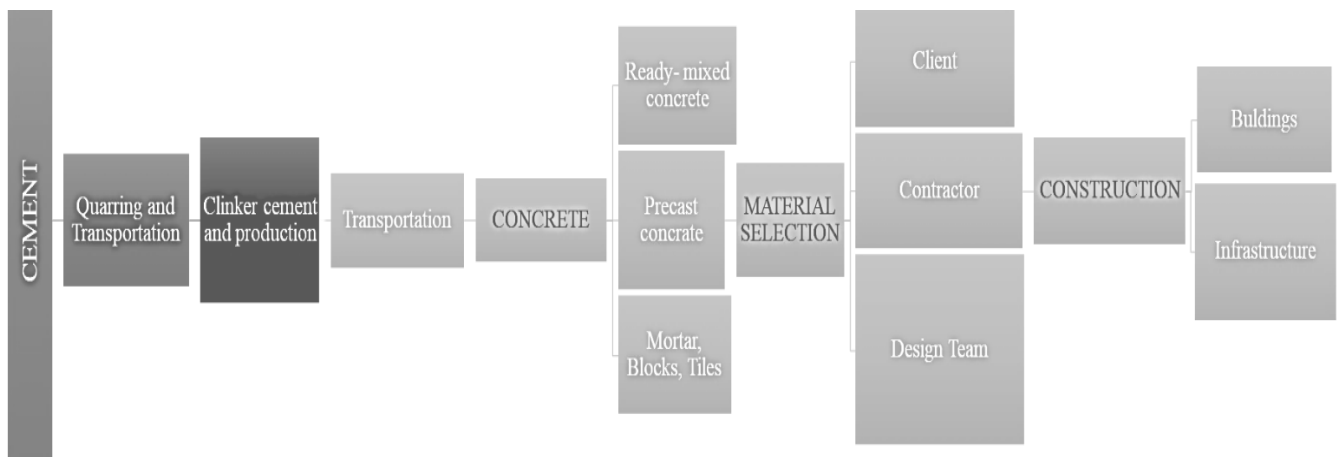 CEMENT
Quarring and
Transportation
Clinker cement
and production
Transportation
CONCRETE
Ready- mixed
concrete
Precast
concrate
Mortar,
Blocks, Tiles
MATERIAL
SELECTION
Client
Contractor
Design Team
CONSTRUCTION
Buldings
Infrastructure